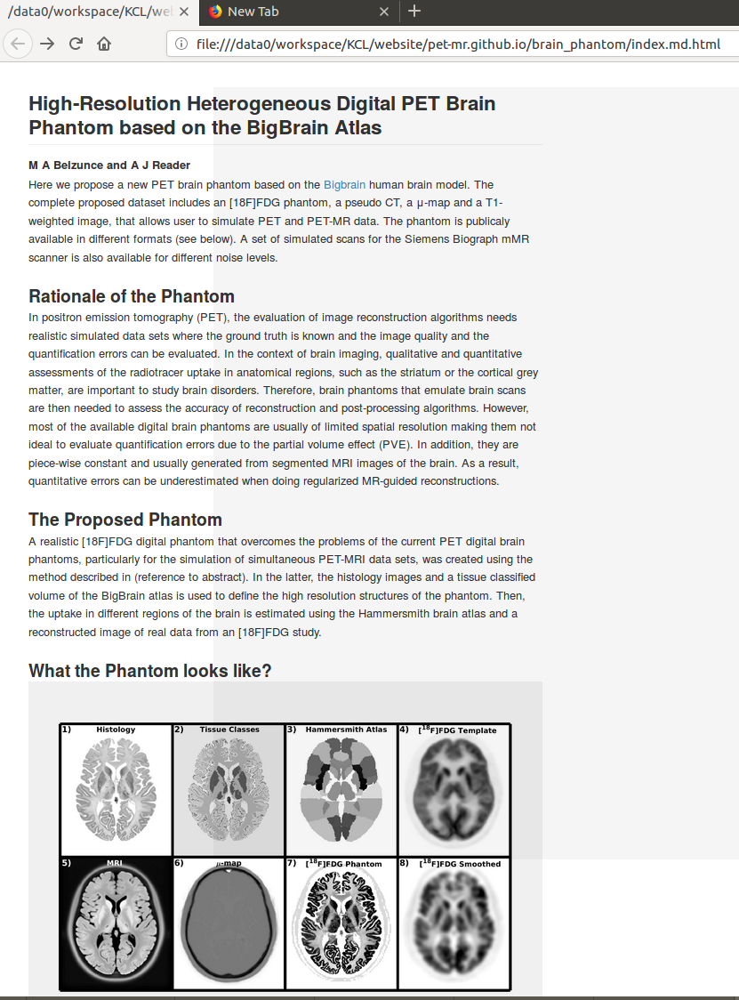 /data0/workspace/KCL/we
New Tab
file:///data0/workspace/KCL/website/pet-mr.github.io/brain_phantom/index.md.html
High-Resolution Heterogeneous Digital PET Brain
Phantom based on the BigBrain Atlas
M A Belzunce and A J Reader
Here we propose a new PET brain phantom based on the Bigbrain human brain model. The
complete proposed dataset includes an [18F]FDG phantom, a pseudo CT, a μ-map and a T1-
weighted image, that allows user to simulate PET and PET-MR data. The phantom is publicaly
available in different formats (see below). A set of simulated scans for the Siemens Biograph mMR
scanner is also available for different noise levels.
Rationale of the Phantom
In positron emission tomography (PET), the evaluation of image reconstruction algorithms needs
realistic simulated data sets where the ground truth is known and the image quality and the
quantification errors can be evaluated. In the context of brain imaging, qualitative and quantitative
assessments of the radiotracer uptake in anatomical regions, such as the striatum or the cortical grey
matter, are important to study brain disorders. Therefore, brain phantoms that emulate brain scans
are then needed to assess the accuracy of reconstruction and post-processing algorithms. However,
most of the available digital brain phantoms are usually of limited spatial resolution making them not
ideal to evaluate quantification errors due to the partial volume effect (PVE). In addition, they are
piece-wise constant and usually generated from segmented MRI images of the brain. As a result,
quantitative errors can be underestimated when doing regularized MR-guided reconstructions.
The Proposed Phantom
A realistic [18F]FDG digital phantom that overcomes the problems of the current PET digital brain
phantoms, particularly for the simulation of simultaneous PET-MRI data sets, was created using the
method described in (reference to abstract). In the latter, the histology images and a tissue classified
volume of the BigBrain atlas is used to define the high resolution structures of the phantom. Then,
the uptake in different regions of the brain is estimated using the Hammersmith brain atlas and a
reconstructed image of real data from an [18F]FDG study.
What the Phantom looks like?
1) Histology 2) Tissue Classes 3) Hammersmith Atlas 4) [¹⁸F]FDG Template
5) MRI 6) μ-map 7) [¹⁸F]FDG Phantom 8) [¹⁸F]FDG Smoothed